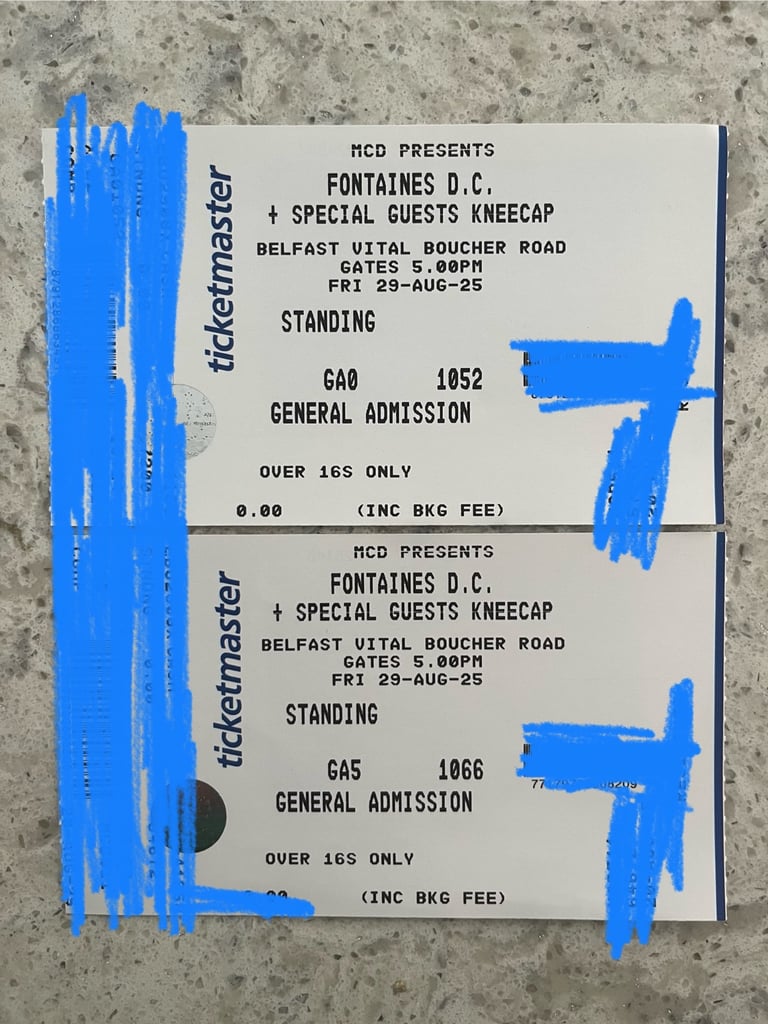 MCD PRESENTS
FONTAINES D.C.
+ SPECIAL GUESTS KNEECAP
BELFAST VITAL BOUCHER ROAD
GATES 5.00PM
FRI 29-AUG-25
STANDING
GA0 1052
GENERAL ADMISSION
OVER 16S ONLY
0.00 (INC BKG FEE)
ticketmaster
MCD PRESENTS
FONTAINES D.C.
+ SPECIAL GUESTS KNEECAP
BELFAST VITAL BOUCHER ROAD
GATES 5.00PM
FRI 29-AUG-25
STANDING
GA5 1066
GENERAL ADMISSION
OVER 16S ONLY
(INC BKG FEE)
ticketmaster